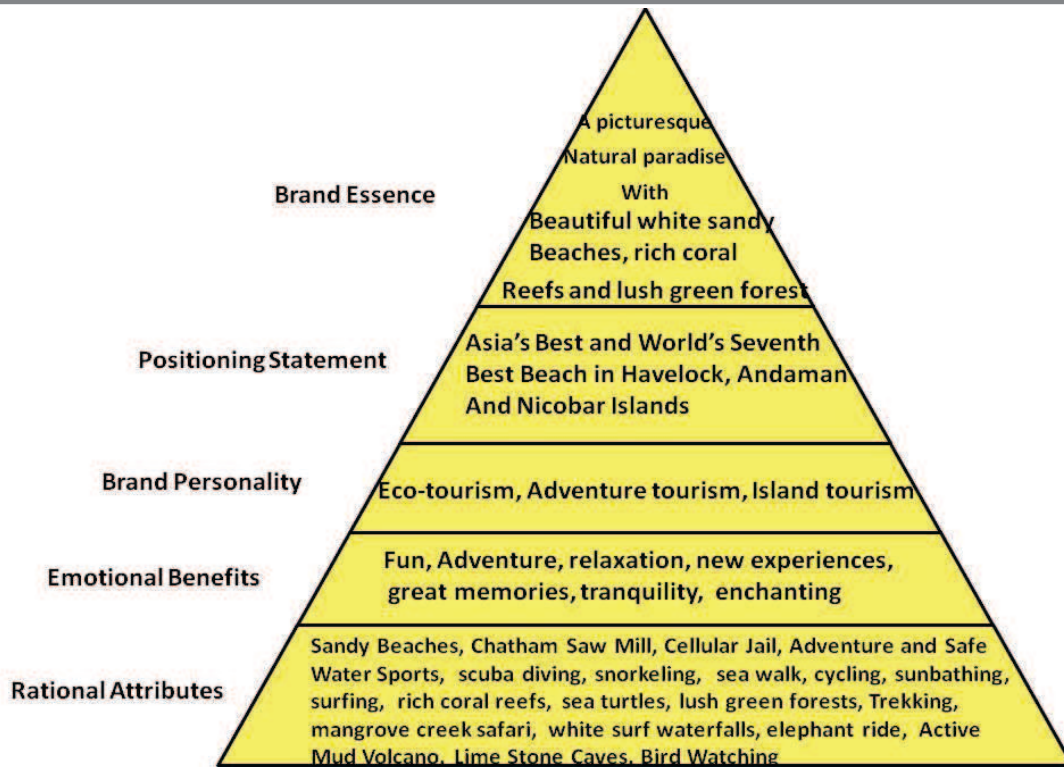 A picturesque
Natural paradise
Brand Essence
With
Beautiful white sandy
Beaches, rich coral
Reefs and lush green forest
Positioning Statement
Asia's Best and World's Seventh
Best Beach in Havelock, Andaman
And Nicobar Islands
Brand Personality
Eco-tourism, Adventure tourism, Island tourism
Emotional Benefits
Fun, Adventure, relaxation, new experiences,
great memories, tranquility, enchanting
Rational Attributes
Sandy Beaches, Chatham Saw Mill, Cellular Jail, Adventure and Safe
Water Sports, scuba diving, snorkeling, sea walk, cycling, sunbathing,
surfing, rich coral reefs, sea turtles, lush green forests, Trekking,
mangrove creek safari, white surf waterfalls, elephant ride, Active
Mud Volcano, Lime Stone Caves, Bird Watching